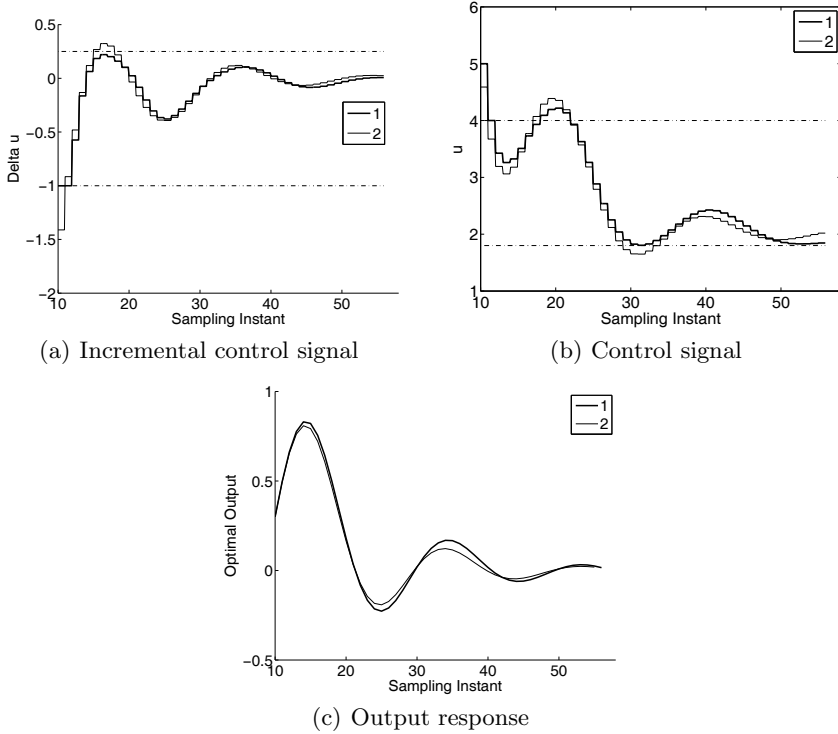 0.5
0
−0.5
−1
−1.5
−2
Delta u
10 20 30 40 50
Sampling Instant
1
2
(a) Incremental control signal
6
5
4
3
2
1
u
10 20 30 40 50
Sampling Instant
1
2
(b) Control signal
1
0.5
0
−0.5
Optimal Output
10 20 30 40 50
Sampling Instant
1
2
(c) Output response